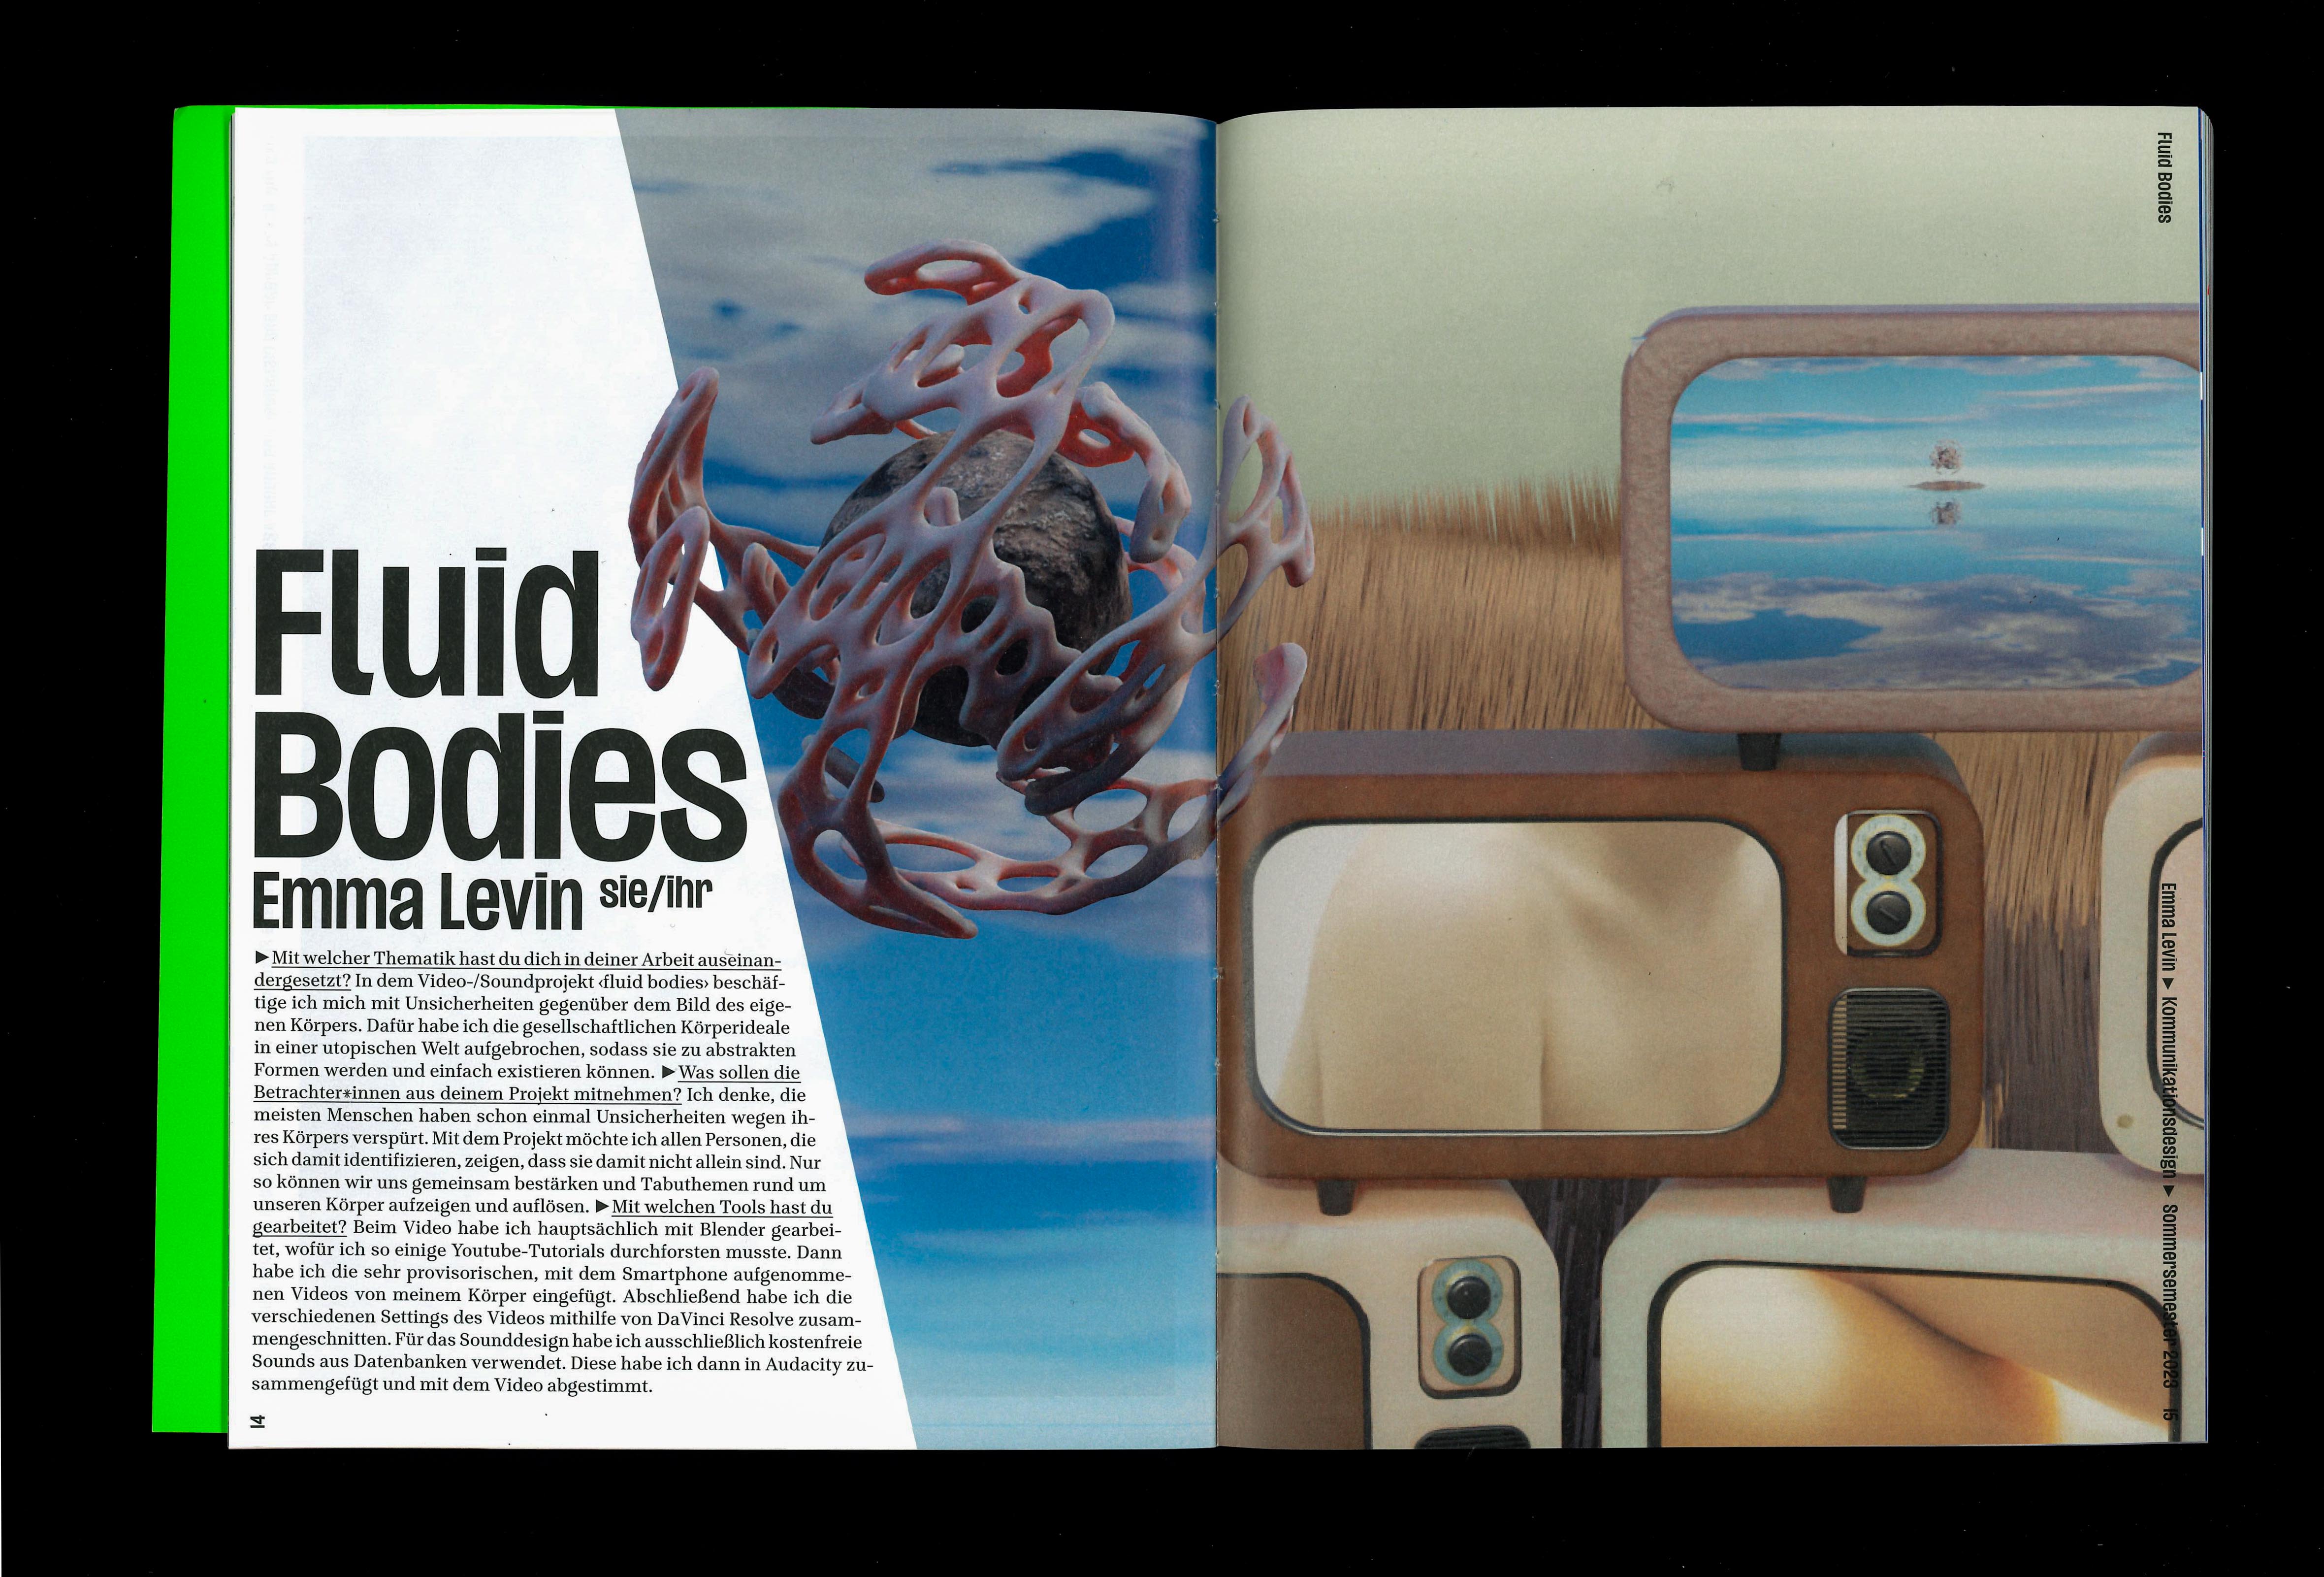 Fluid
Bodies
Emma Levin sie/ihr
▶Mit welcher Thematik hast du dich in deiner Arbeit auseinan-
dergesetzt? In dem Video-/Soundprojekt ‹fluid bodies› beschäf-
tige ich mich mit Unsicherheiten gegenüber dem Bild des eige-
nen Körpers. Dafür habe ich die gesellschaftlichen Körperideale
in einer utopischen Welt aufgebrochen, sodass sie zu abstrakten
Formen werden und einfach existieren können. ▶Was sollen die
Betrachter*innen aus deinem Projekt mitnehmen? Ich denke, die
meisten Menschen haben schon einmal Unsicherheiten wegen ih-
res Körpers verspürt. Mit dem Projekt möchte ich allen Personen, die
sich damit identifizieren, zeigen, dass sie damit nicht allein sind. Nur
so können wir uns gemeinsam bestärken und Tabuthemen rund um
unseren Körper aufzeigen und auflösen. ▶Mit welchen Tools hast du
gearbeitet? Beim Video habe ich hauptsächlich mit Blender gearbei-
tet, wofür ich so einige Youtube-Tutorials durchforsten musste. Dann
habe ich die sehr provisorischen, mit dem Smartphone aufgenomme-
nen Videos von meinem Körper eingefügt. Abschließend habe ich die
verschiedenen Settings des Videos mithilfe von DaVinci Resolve zusam-
mengeschnitten. Für das Sounddesign habe ich ausschließlich kostenfreie
Sounds aus Datenbanken verwendet. Diese habe ich dann in Audacity zu-
sammengefügt und mit dem Video abgestimmt.
14
Fluid Bodies
Emma Levin ▶ Kommunikationsdesign ▶ Sommersemester 2023 15